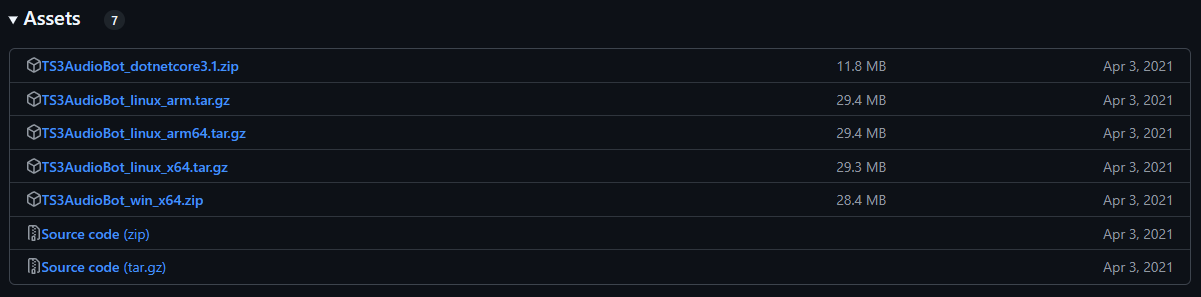 Assets 7
TS3AudioBot_dotnetcore3.1.zip 11.8 MB Apr 3, 2021
TS3AudioBot_linux_arm.tar.gz 29.4 MB Apr 3, 2021
TS3AudioBot_linux_arm64.tar.gz 29.4 MB Apr 3, 2021
TS3AudioBot_linux_x64.tar.gz 29.3 MB Apr 3, 2021
TS3AudioBot_win_x64.zip 28.4 MB Apr 3, 2021
Source code (zip) Apr 3, 2021
Source code (tar.gz) Apr 3, 2021